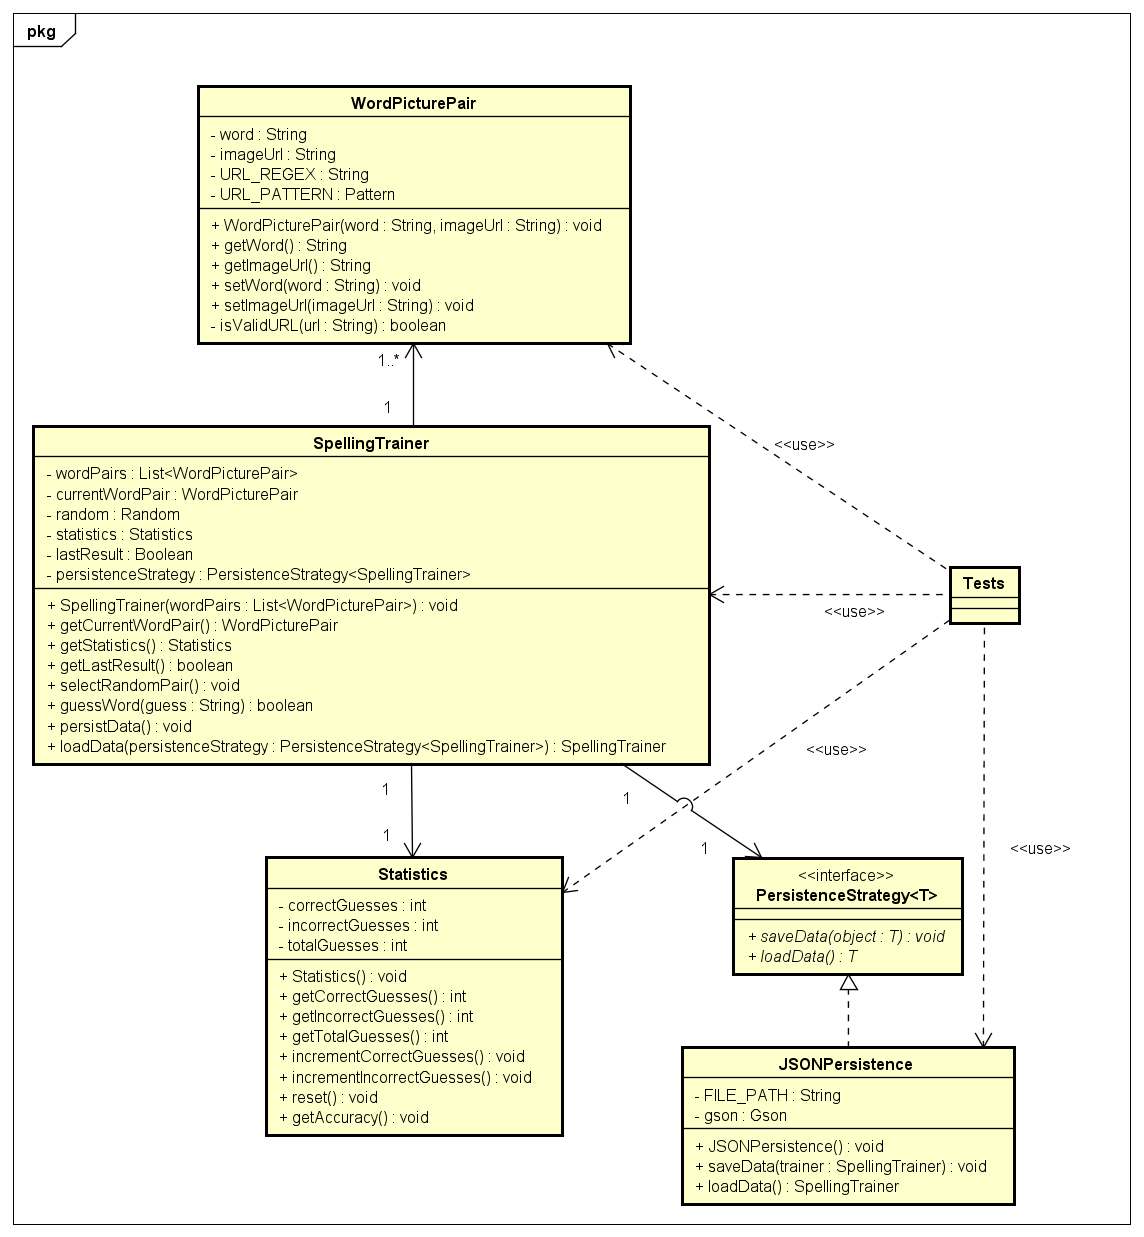 pkg
WordPicturePair
- word : String
- imageUrl : String
- URL_REGEX : String
- URL_PATTERN : Pattern
+ WordPicturePair(word : String, imageUrl : String) : void
+ getWord() : String
+ getImageUrl() : String
+ setWord(word : String) : void
+ setImageUrl(imageUrl : String) : void
- isValidURL(url : String) : boolean
1..*
1
<<use>>
SpellingTrainer
- wordPairs : List<WordPicturePair>
- currentWordPair : WordPicturePair
- random : Random
- statistics : Statistics
- lastResult : Boolean
- persistenceStrategy : PersistenceStrategy<SpellingTrainer>
+ SpellingTrainer(wordPairs : List<WordPicturePair>) : void
+ getCurrentWordPair() : WordPicturePair
+ getStatistics() : Statistics
+ getLastResult() : boolean
+ selectRandomPair() : void
+ guessWord(guess : String) : boolean
+ persistData() : void
+ loadData(persistenceStrategy : PersistenceStrategy<SpellingTrainer>) : SpellingTrainer
Tests
<<use>>
<<use>>
1
1
1
1
<<use>>
Statistics
- correctGuesses : int
- incorrectGuesses : int
- totalGuesses : int
+ Statistics() : void
+ getCorrectGuesses() : int
+ getIncorrectGuesses() : int
+ getTotalGuesses() : int
+ incrementCorrectGuesses() : void
+ incrementIncorrectGuesses() : void
+ reset() : void
+ getAccuracy() : void
<<interface>>
PersistenceStrategy<T>
+ saveData(object : T) : void
+ loadData() : T
JSONPersistence
- FILE_PATH : String
- gson : Gson
+ JSONPersistence() : void
+ saveData(trainer : SpellingTrainer) : void
+ loadData() : SpellingTrainer